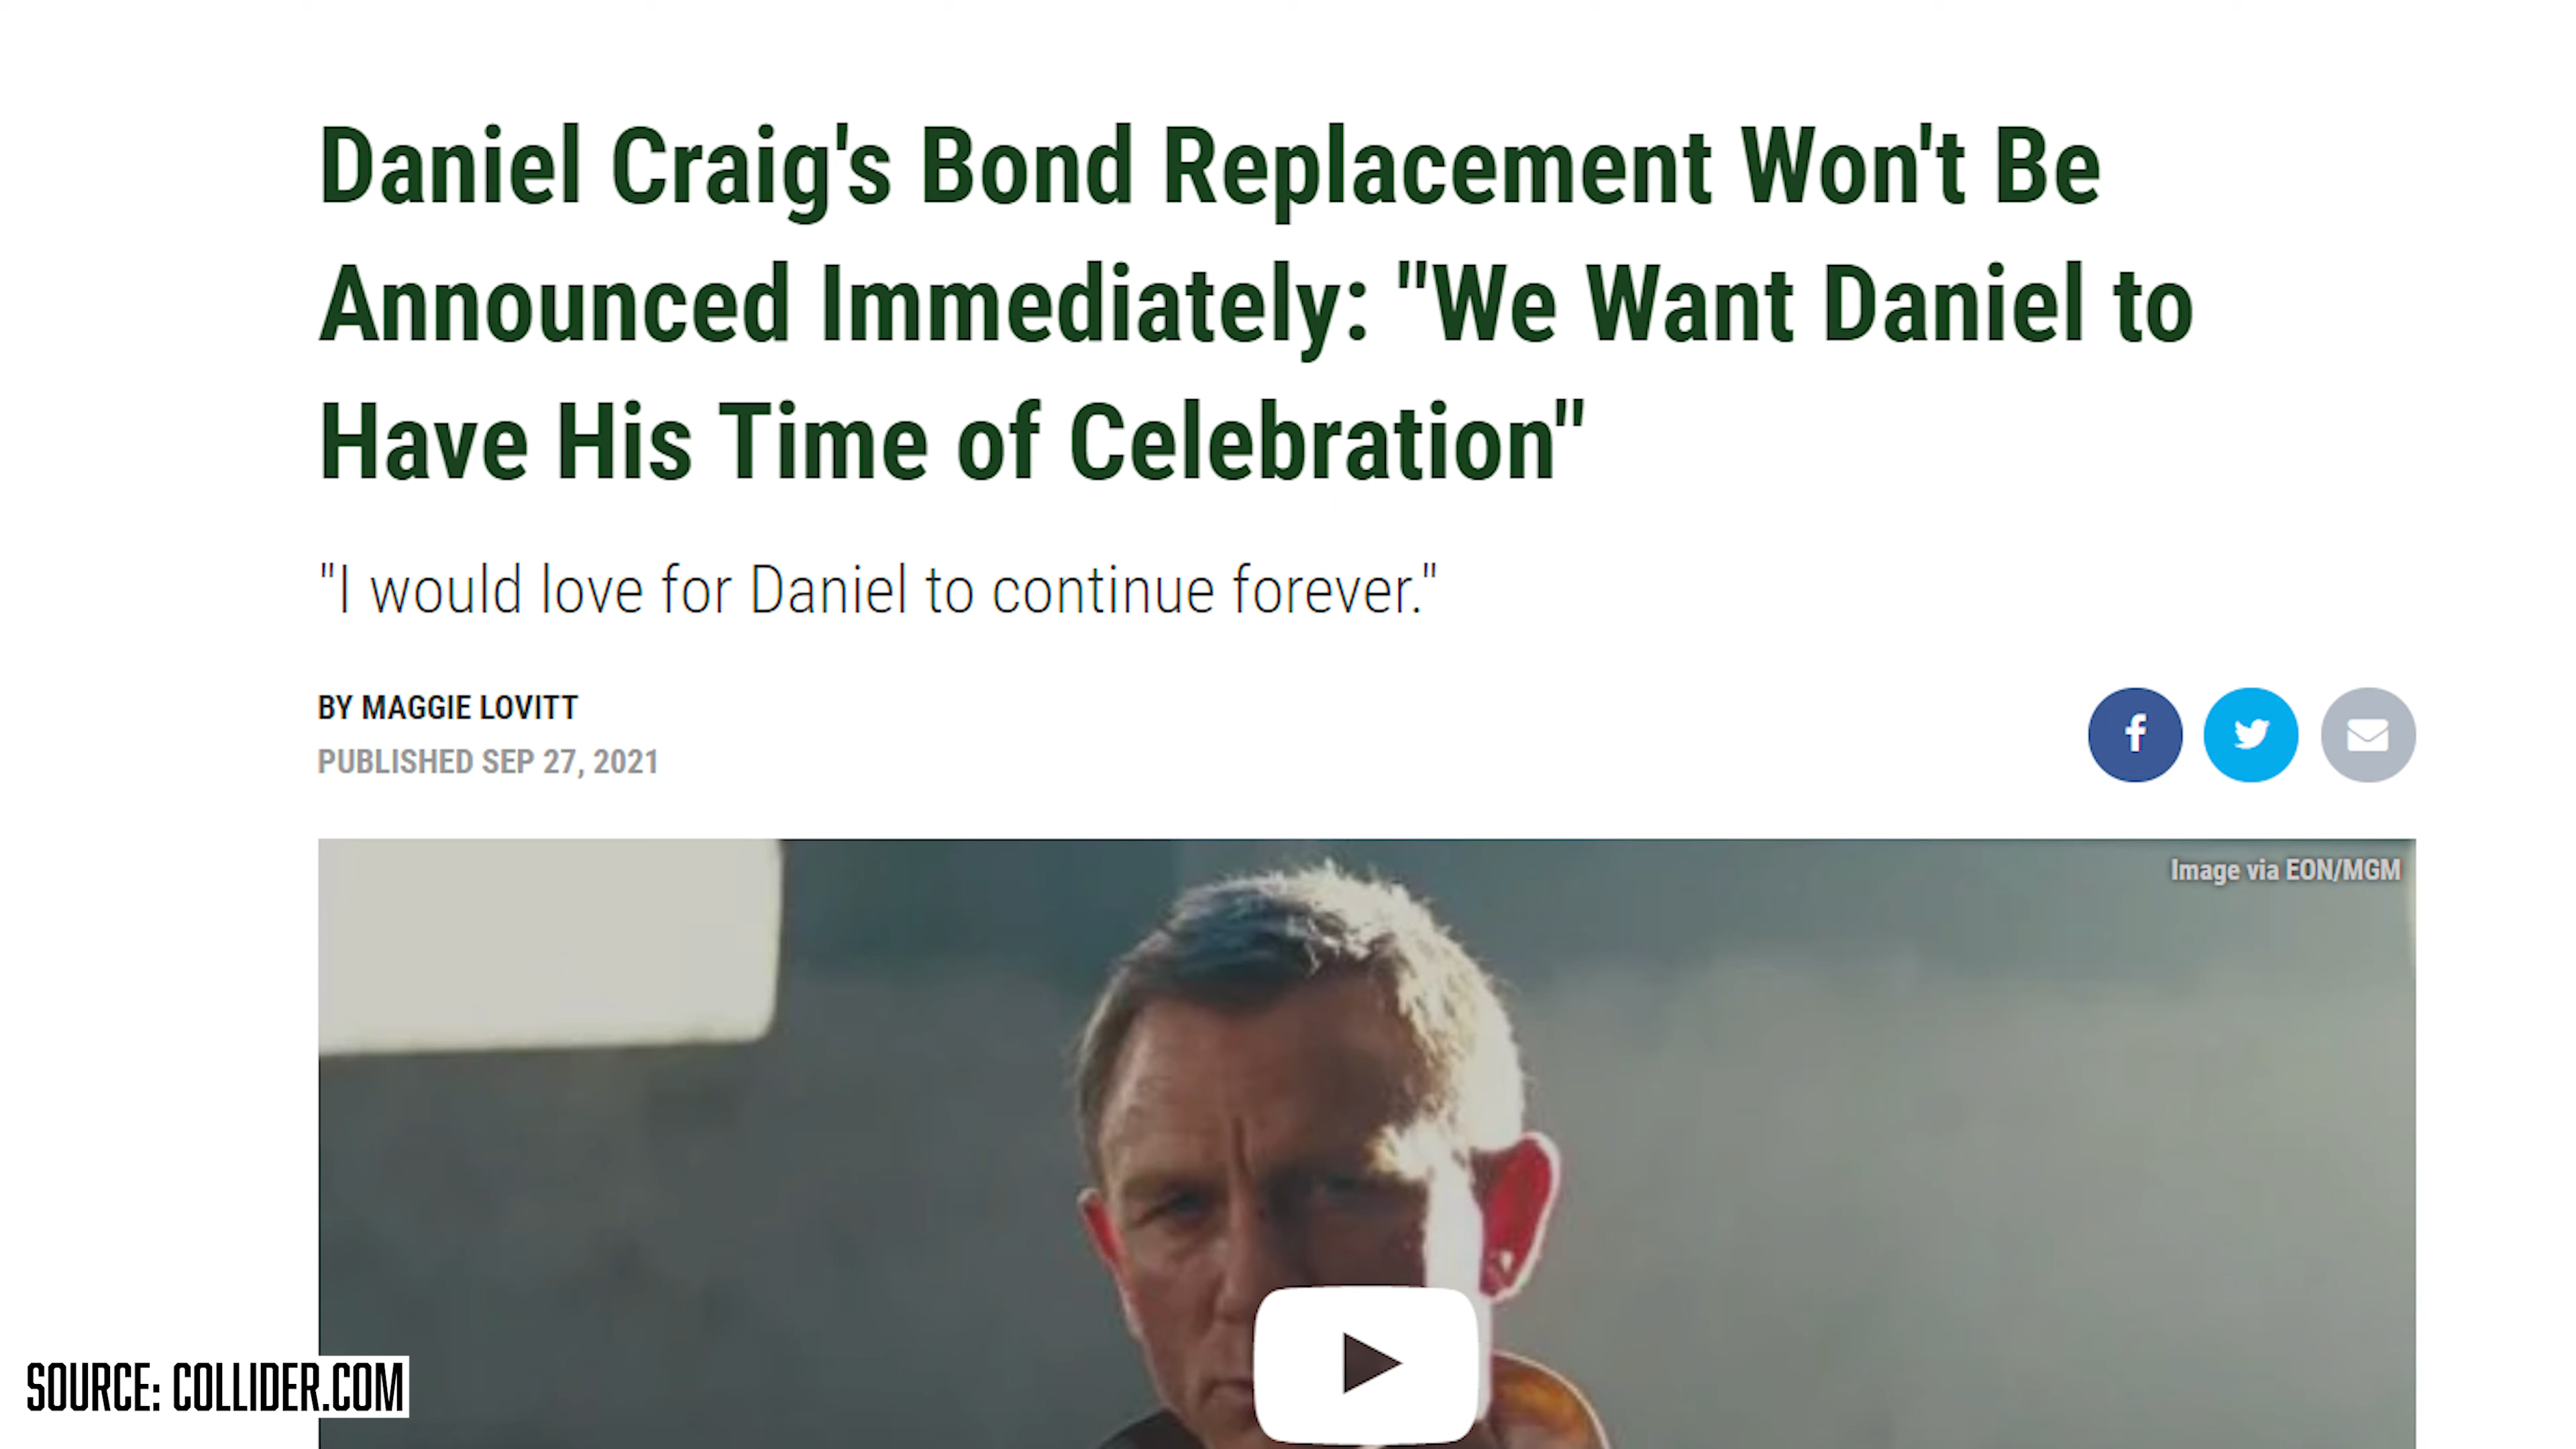 Daniel Craig's Bond Replacement Won't Be
Announced Immediately: "We Want Daniel to
Have His Time of Celebration"
"I would love for Daniel to continue forever."
BY MAGGIE LOVITT
PUBLISHED SEP 27, 2021
f
Image via EON/MGM
SOURCE: COLLIDER.COM